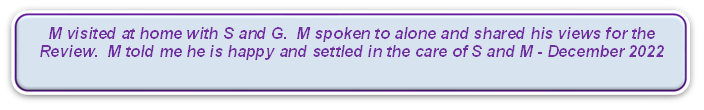 M visited at home with S and G.  M spoken to alone and shared his views for the
Review.  M told me he is happy and settled in the care of S and M - December 2022